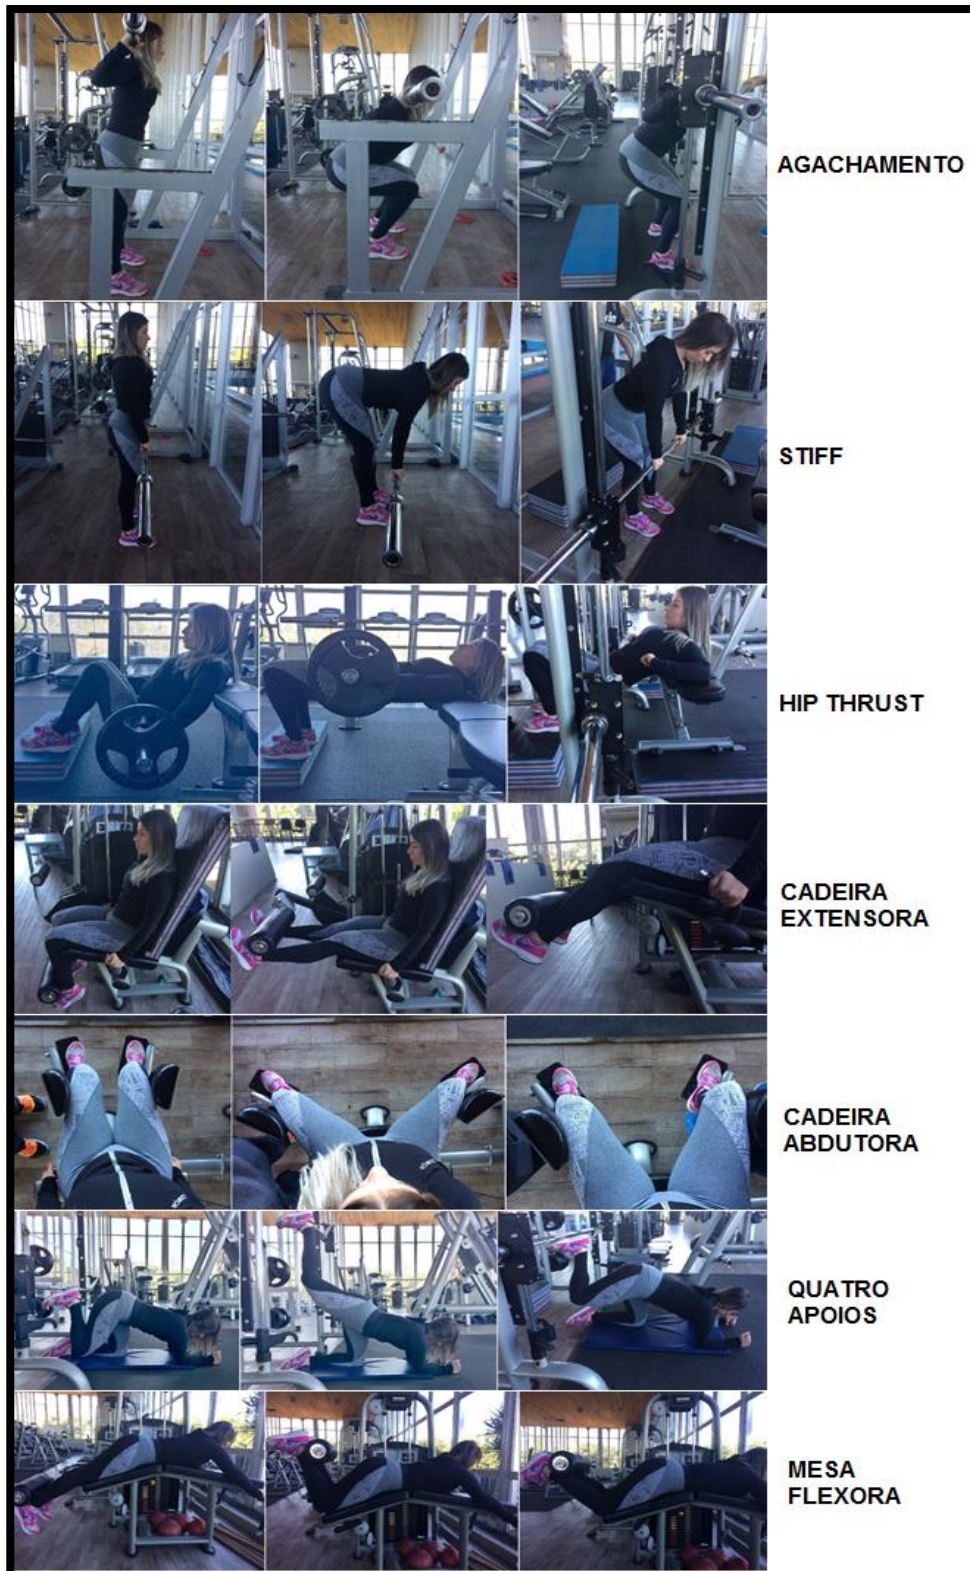 AGACHAMENTO
STIFF
HIP THRUST
CADEIRA
EXTENSORA
CADEIRA
ABDUTORA
QUATRO
APOIOS
MESA
FLEXORA